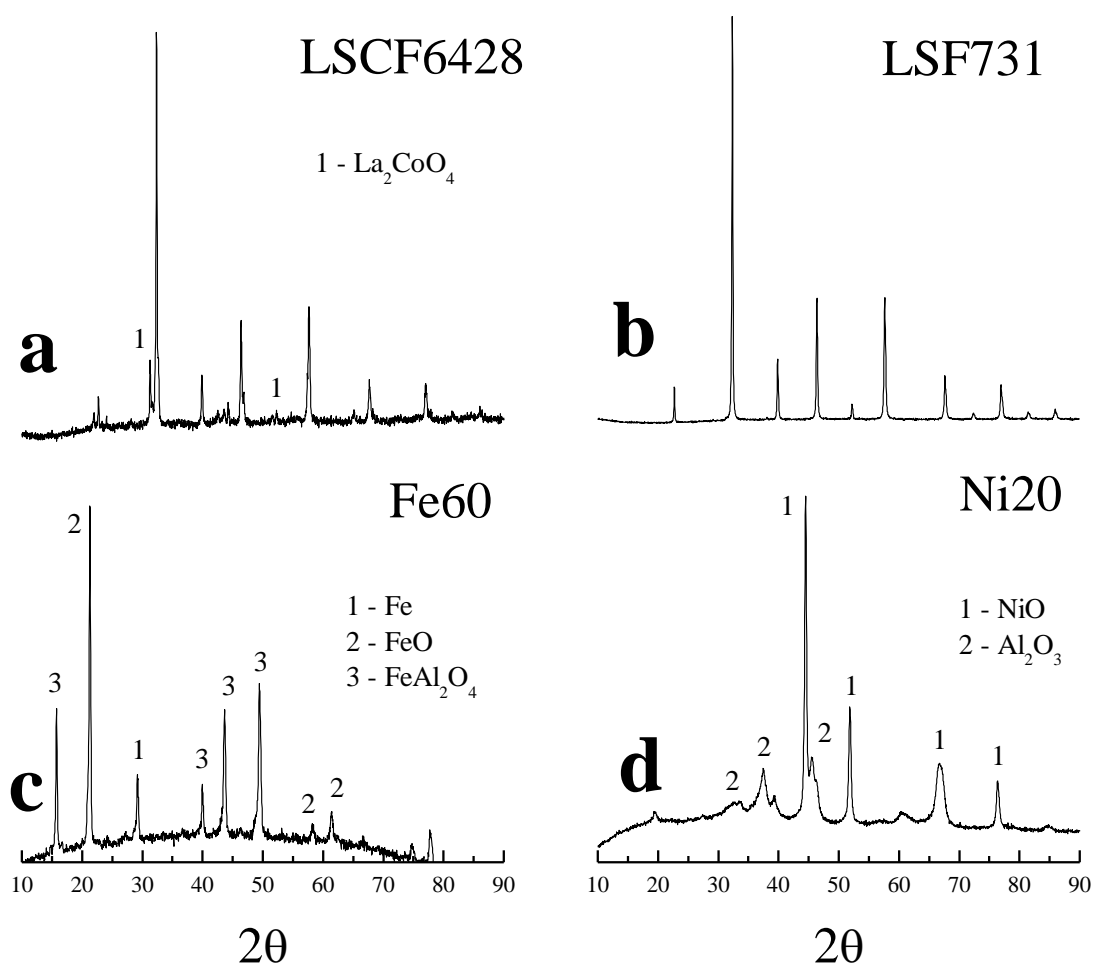 LSCF6428
1 - La₂CoO₄
1
1
a
LSF731
b
Fe60
1 - Fe
2 - FeO
3 - FeAl₂O₄
3
2
1
3
3
3
2
2
c
10 20 30 40 50 60 70 80 90
2θ
Ni20
1 - NiO
2 - Al₂O₃
2
2
1
2
1
1
1
d
10 20 30 40 50 60 70 80 90
2θ